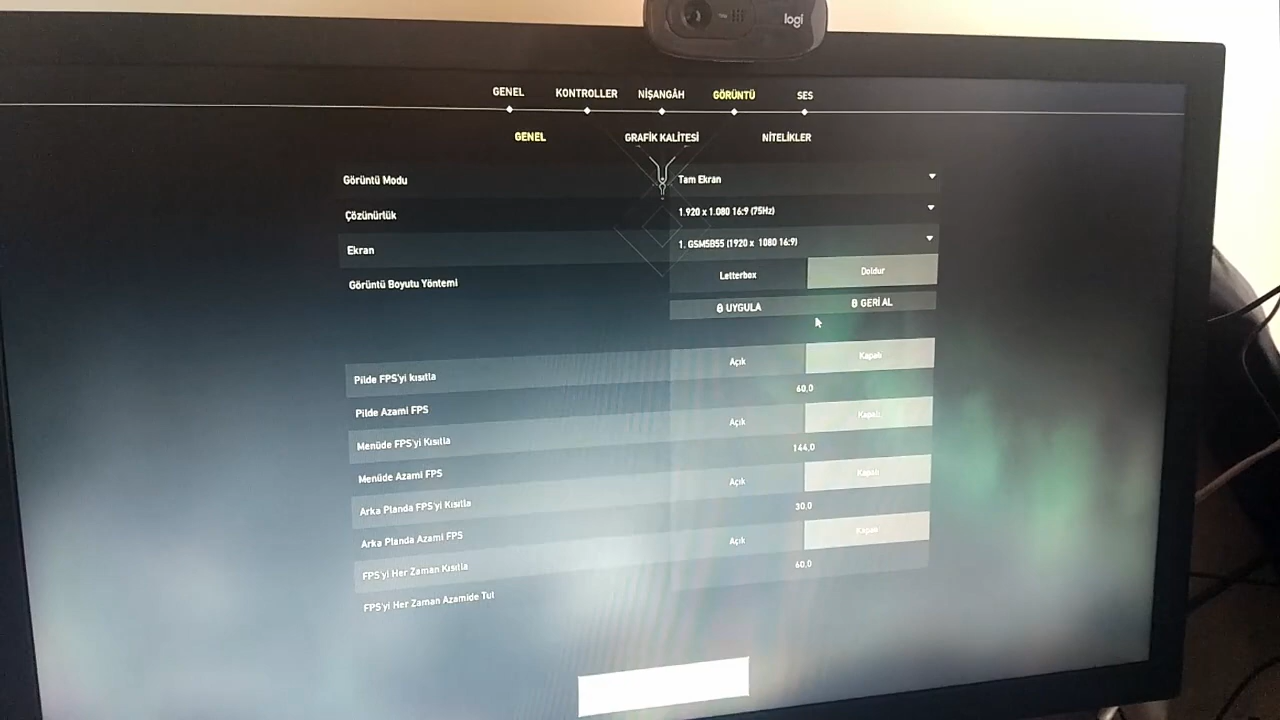 logi
GENEL KONTROLLER NİŞANGÂH GÖRÜNTÜ SES
GENEL GRAFİK KALİTESİ NİTELİKLER
Görüntü Modu Tam Ekran
Çözünürlük 1.920 x 1.080 16:9 (75Hz)
Ekran 1. GSM5B55 (1920 x 1080 16:9)
Görüntü Boyutu Yöntemi Letterbox Doldur
UYGULA GERİ AL
Pilde FPS'yi kısıtla Açık Kapalı
Pilde Azami FPS 60,0
Menüde FPS'yi Kısıtla Açık Kapalı
Menüde Azami FPS 144,0
Arka Planda FPS'yi Kısıtla Açık Kapalı
Arka Planda Azami FPS 30,0
FPS'yi Her Zaman Kısıtla Açık Kapalı
FPS'yi Her Zaman Azamide Tut 60,0